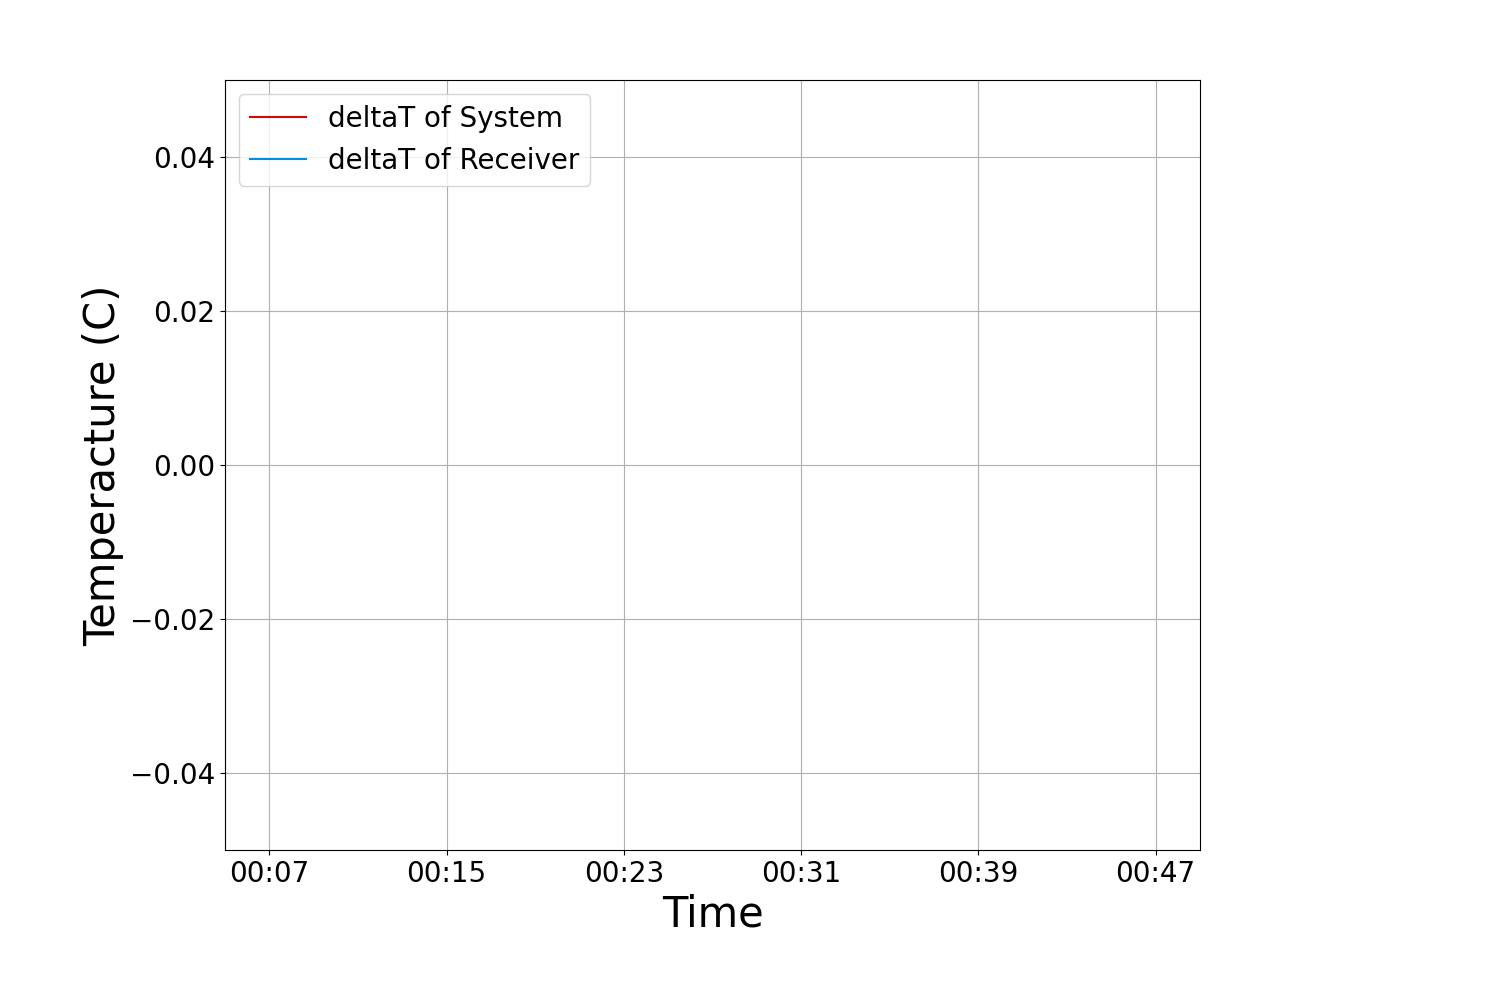 deltaT of System
deltaT of Receiver
0.04
0.02
0.00
−0.02
−0.04
Temperacture (C)
00:07 00:15 00:23 00:31 00:39 00:47
Time